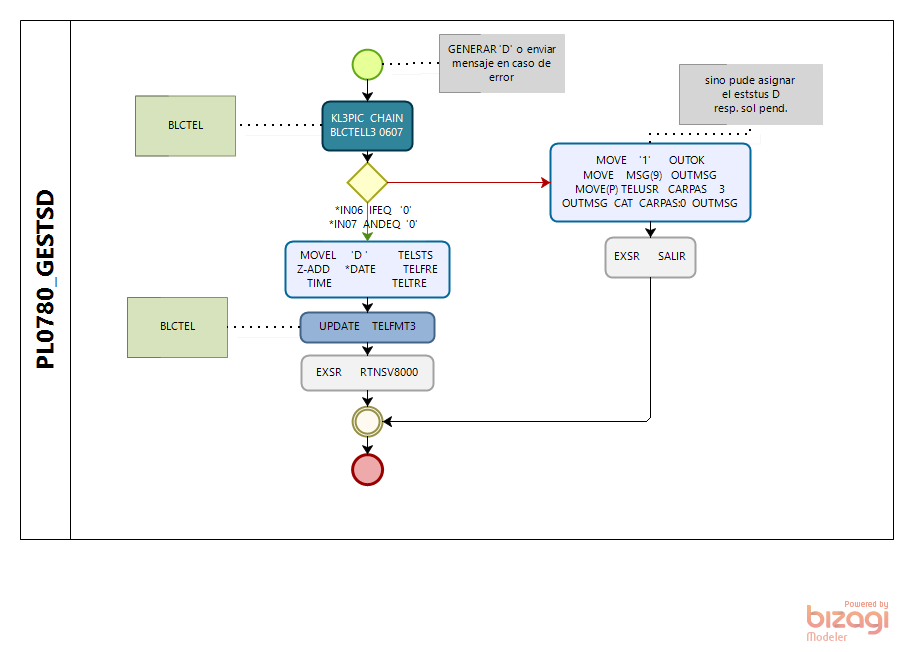 PL0780_GESTSD
GENERAR 'D' o enviar
mensaje en caso de
error
sino pude asignar
el eststus D
resp. sol pend.
BLCTEL
KL3PIC CHAIN
BLCTELL3 0607
MOVE '1' OUTOK
MOVE MSG(9) OUTMSG
MOVE(P) TELUSR CARPAS 3
OUTMSG CAT CARPAS:0 OUTMSG
*IN06 IFEQ '0'
*IN07 ANDEQ '0'
EXSR SALIR
MOVEL 'D' TELSTS
Z-ADD *DATE TELFRE
TIME TELTRE
BLCTEL
UPDATE TELFMT3
EXSR RTNSV8000
Powered by
bizagi
Modeler